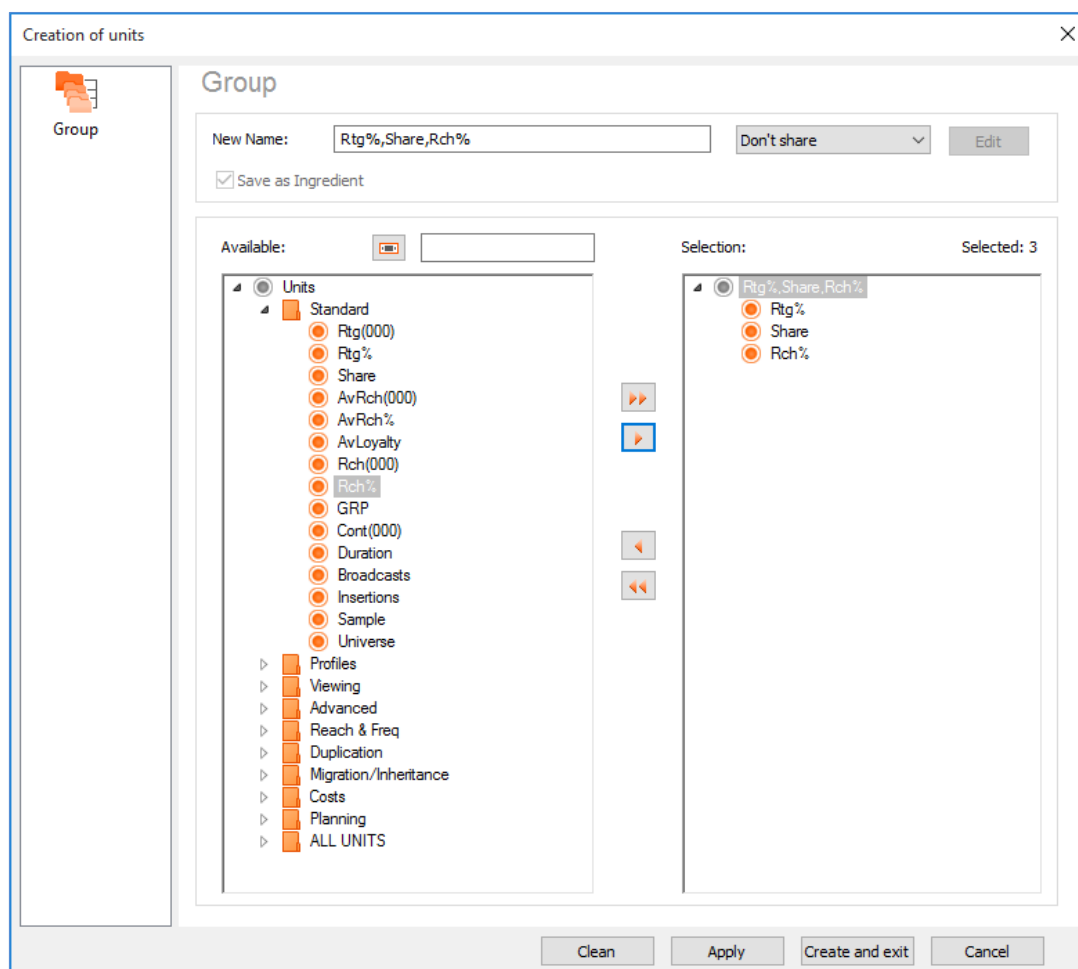 Creation of units
Group
Group
New Name: Rtg%,Share,Rch% Don't share Edit
Save as Ingredient
Available: Selection: Selected: 3
Units
Standard
Rtg(000)
Rtg%
Share
AvRch(000)
AvRch%
AvLoyalty
Rch(000)
Rch%
GRP
Cont(000)
Duration
Broadcasts
Insertions
Sample
Universe
Profiles
Viewing
Advanced
Reach & Freq
Duplication
Migration/Inheritance
Costs
Planning
ALL UNITS
Rtg%,Share,Rch%
Rtg%
Share
Rch%
Clean Apply Create and exit Cancel